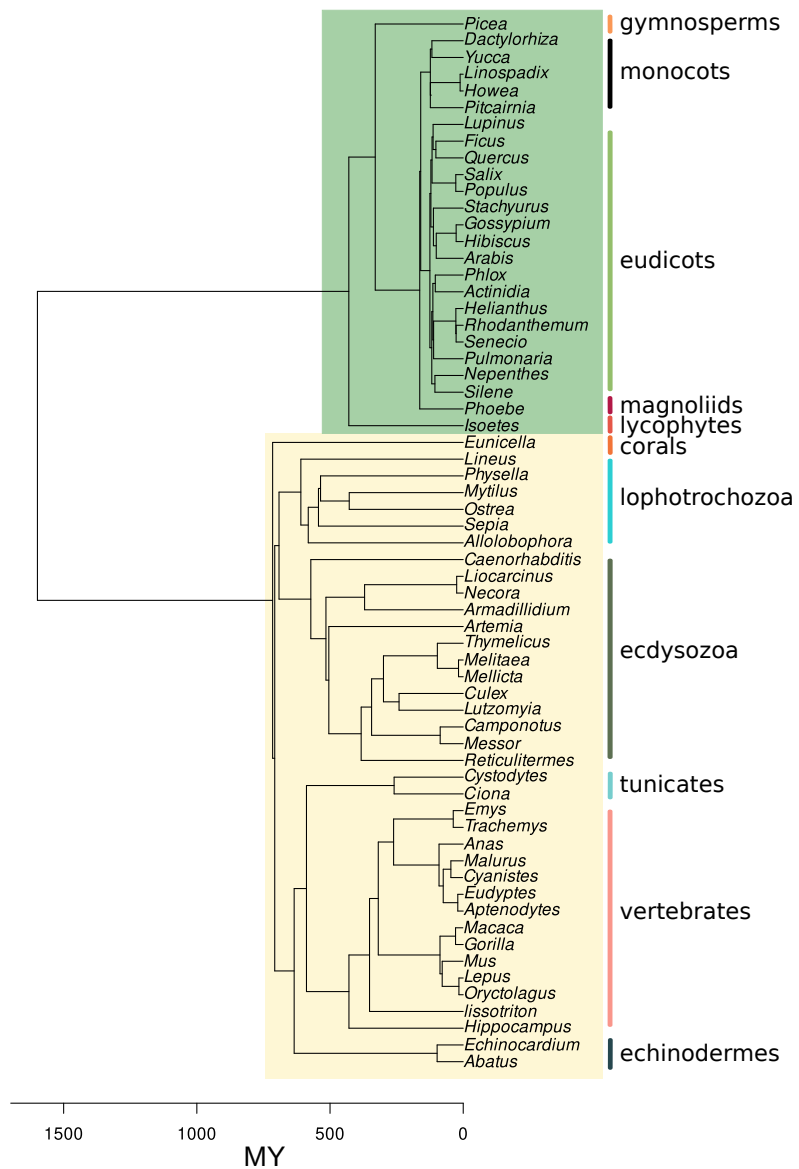 Picea
gymnosperms
Dactylorhiza
Yucca
Linospadix
monocots
Howea
Pitcairnia
Lupinus
Ficus
Quercus
Salix
Populus
Stachyurus
Gossypium
Hibiscus
Arabis
eudicots
Phlox
Actinidia
Helianthus
Rhodanthemum
Senecio
Pulmonaria
Nepenthes
Silene
Phoebe
magnoliids
Isoetes
lycophytes
Eunicella
corals
Lineus
Physella
Mytilus
lophotrochozoa
Ostrea
Sepia
Allolobophora
Caenorhabditis
Liocarcinus
Necora
Armadillidium
Artemia
Thymelicus
ecdysozoa
Melitaea
Mellicta
Culex
Lutzomyia
Camponotus
Messor
Reticulitermes
Cystodytes
tunicates
Ciona
Emys
Trachemys
Anas
Malurus
Cyanistes
Eudyptes
Aptenodytes
vertebrates
Macaca
Gorilla
Mus
Lepus
Oryctolagus
lissotriton
Hippocampus
Echinocardium
echinodermes
Abatus
1500 1000 500 0
MY